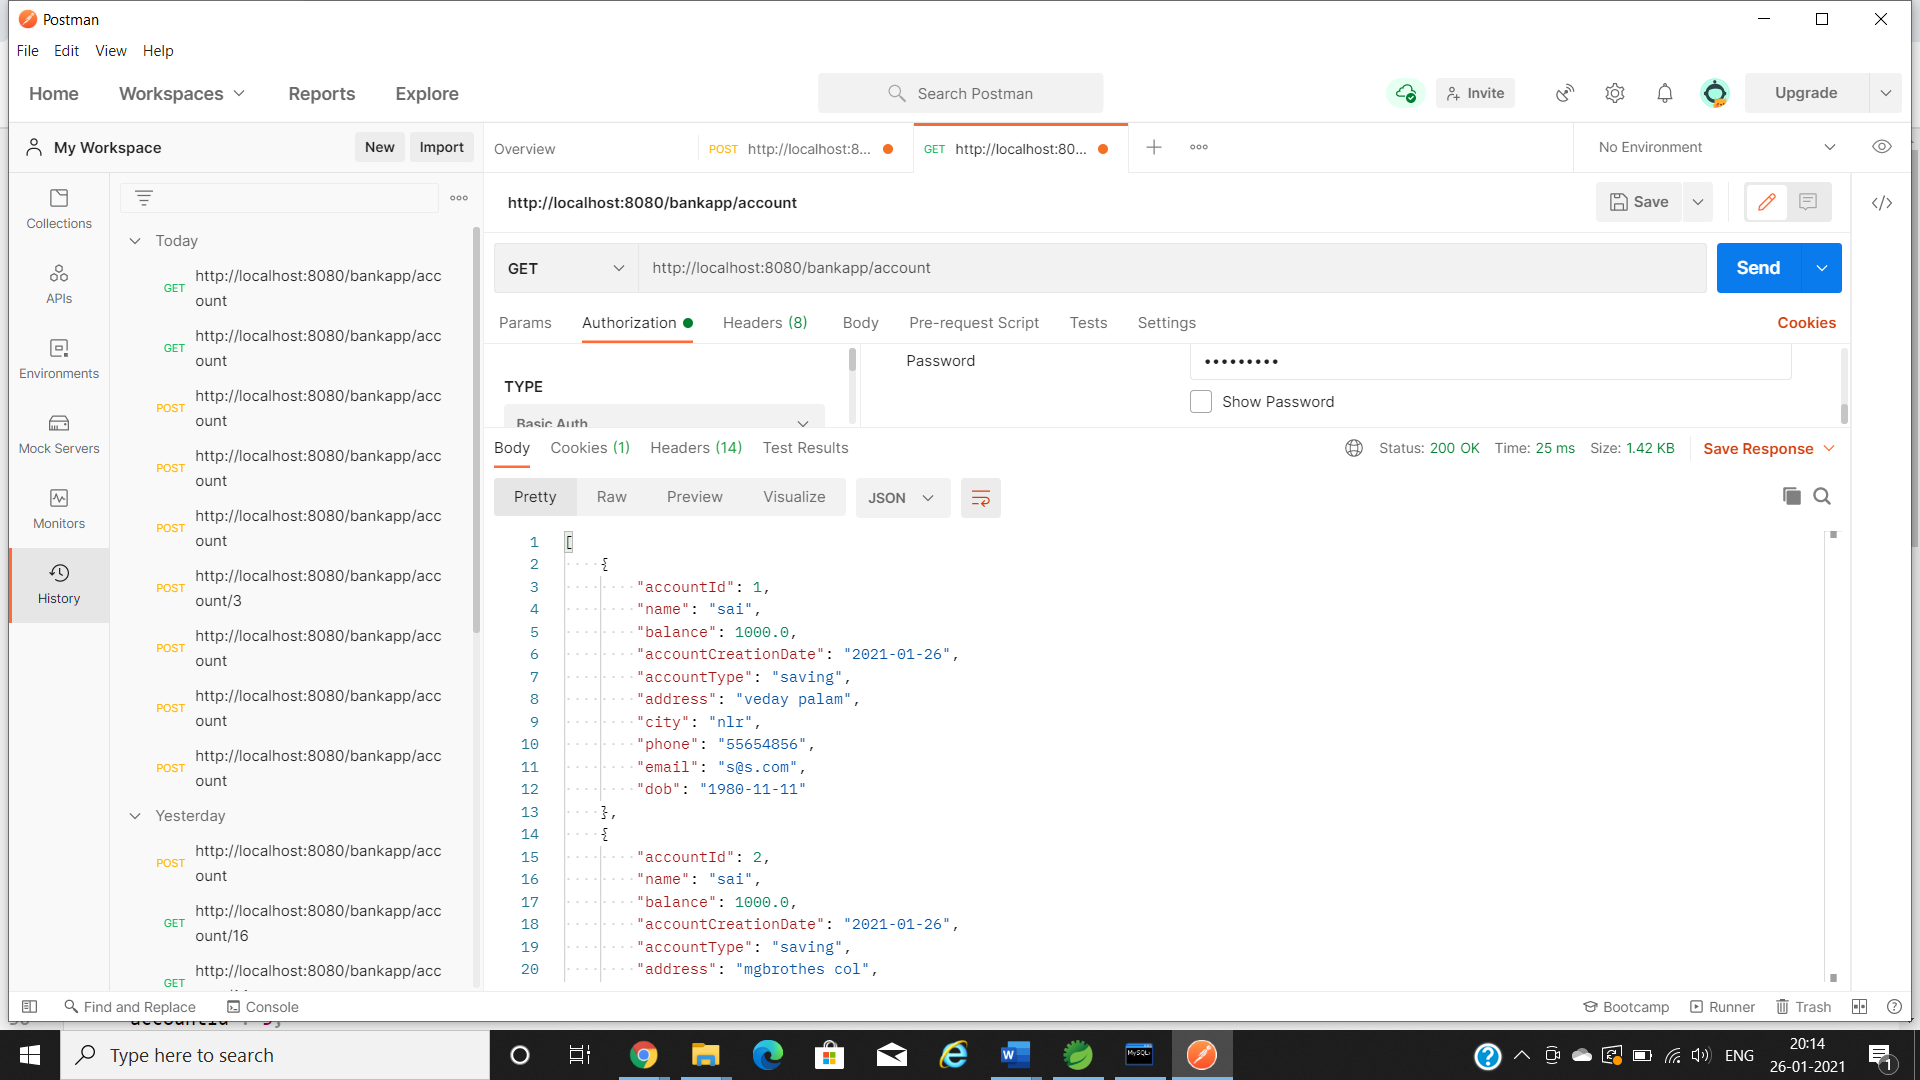 Postman
File Edit View Help
Home Workspaces Reports Explore Search Postman Invite Upgrade
My Workspace New Import
Overview POST http://localhost:8... GET http://localhost:80... No Environment
Collections
APIs
Environments
Mock Servers
Monitors
History
Today
GET http://localhost:8080/bankapp/acc
ount
GET http://localhost:8080/bankapp/acc
ount
POST http://localhost:8080/bankapp/acc
ount
POST http://localhost:8080/bankapp/acc
ount
POST http://localhost:8080/bankapp/acc
ount
POST http://localhost:8080/bankapp/acc
ount/3
POST http://localhost:8080/bankapp/acc
ount
POST http://localhost:8080/bankapp/acc
ount
POST http://localhost:8080/bankapp/acc
ount
Yesterday
POST http://localhost:8080/bankapp/acc
ount
GET http://localhost:8080/bankapp/acc
ount/16
GET http://localhost:8080/bankapp/acc
http://localhost:8080/bankapp/account Save
GET http://localhost:8080/bankapp/account Send
Params Authorization Headers (8) Body Pre-request Script Tests Settings Cookies
TYPE
Basic Auth
Password •••••••••
Show Password
Body Cookies (1) Headers (14) Test Results Status: 200 OK Time: 25 ms Size: 1.42 KB Save Response
Pretty Raw Preview Visualize JSON
1 [
2 {
3 "accountId": 1,
4 "name": "sai",
5 "balance": 1000.0,
6 "accountCreationDate": "2021-01-26",
7 "accountType": "saving",
8 "address": "veday palam",
9 "city": "nlr",
10 "phone": "55654856",
11 "email": "s@s.com",
12 "dob": "1980-11-11"
13 },
14 {
15 "accountId": 2,
16 "name": "sai",
17 "balance": 1000.0,
18 "accountCreationDate": "2021-01-26",
19 "accountType": "saving",
20 "address": "mgbrothes col",
Find and Replace Console Bootcamp Runner Trash
Type here to search
ENG
20:14
26-01-2021
1